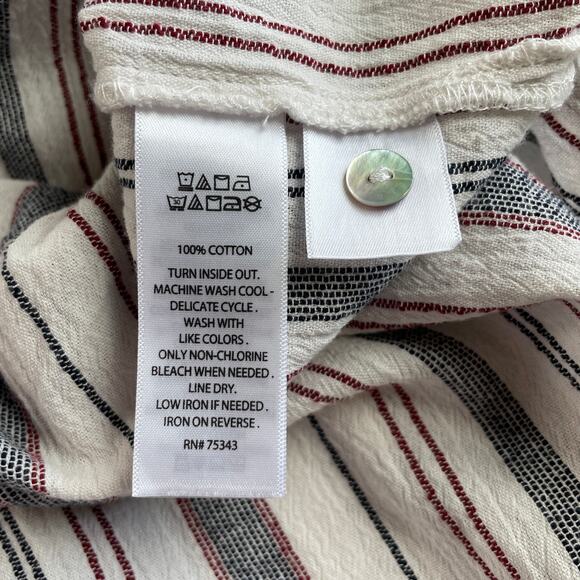 100% COTTON
TURN INSIDE OUT.
MACHINE WASH COOL -
DELICATE CYCLE .
WASH WITH
LIKE COLORS .
ONLY NON-CHLORINE
BLEACH WHEN NEEDED .
LINE DRY.
LOW IRON IF NEEDED .
IRON ON REVERSE .
RN# 75343